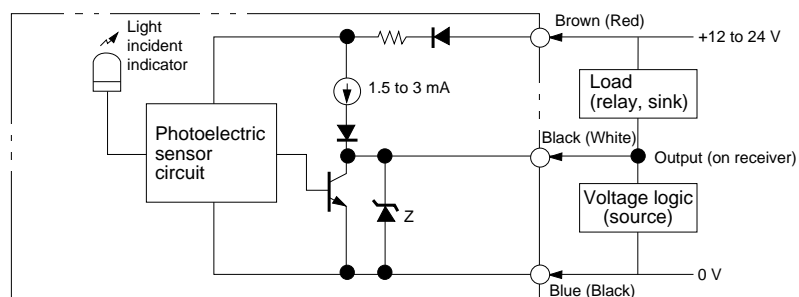 Light
incident
indicator
Brown (Red)
+12 to 24 V
1.5 to 3 mA
Load
(relay, sink)
Photoelectric
sensor
circuit
Black (White)
Output (on receiver)
Z
Voltage logic
(source)
0 V
Blue (Black)